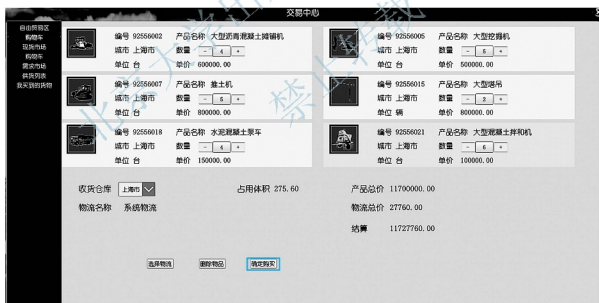 交易中心
自由贸易区
购物车
现货市场
购物车
需求市场
供货列表
我买到的货物
编号 92556002 产品名称 大型沥青混凝土摊铺机
城市 上海市 数量 - 4 +
单位 台 单价 600000.00
编号 92556005 产品名称 大型挖掘机
城市 上海市 数量 - 5 +
单位 台 单价 500000.00
编号 92556007 产品名称 推土机
城市 上海市 数量 - 5 +
单位 台 单价 800000.00
编号 92556015 产品名称 大型塔吊
城市 上海市 数量 - 2 +
单位 辆 单价 800000.00
编号 92556018 产品名称 水泥混凝土泵车
城市 上海市 数量 - 6 +
单位 台 单价 150000.00
编号 92556021 产品名称 大型混凝土拌和机
城市 上海市 数量 - 6 +
单位 台 单价 100000.00
收货仓库 上海市 占用体积 275.60 产品总价 11700000.00
物流名称 系统物流 物流总价 27760.00
结算 11727760.00
选择物流 删除物品 确定购买